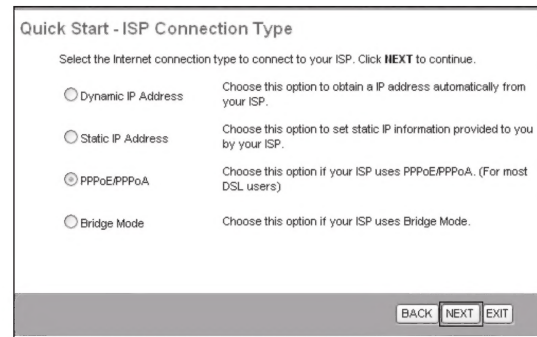 Quick Start - ISP Connection Type
Select the Internet connection type to connect to your ISP. Click NEXT to continue.
Dynamic IP Address
Choose this option to obtain a IP address automatically from
your ISP.
Static IP Address
Choose this option to set static IP information provided to you
by your ISP.
PPPoE/PPPoA
Choose this option if your ISP uses PPPoE/PPPoA. (For most
DSL users)
Bridge Mode
Choose this option if your ISP uses Bridge Mode.
BACK NEXT EXIT